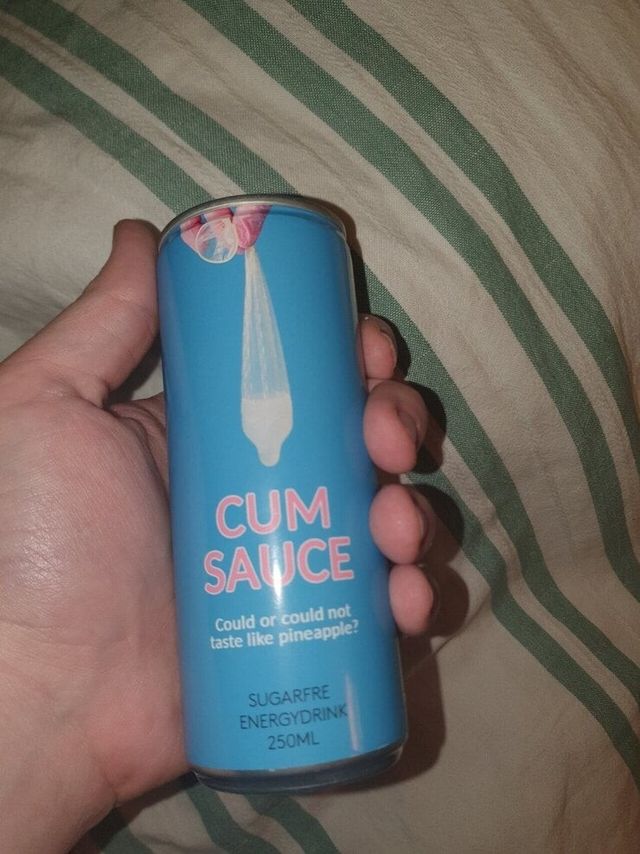 CUM
SAUCE
Could or could not
taste like pineapple?
SUGARFRE
ENERGYDRINK
250ML